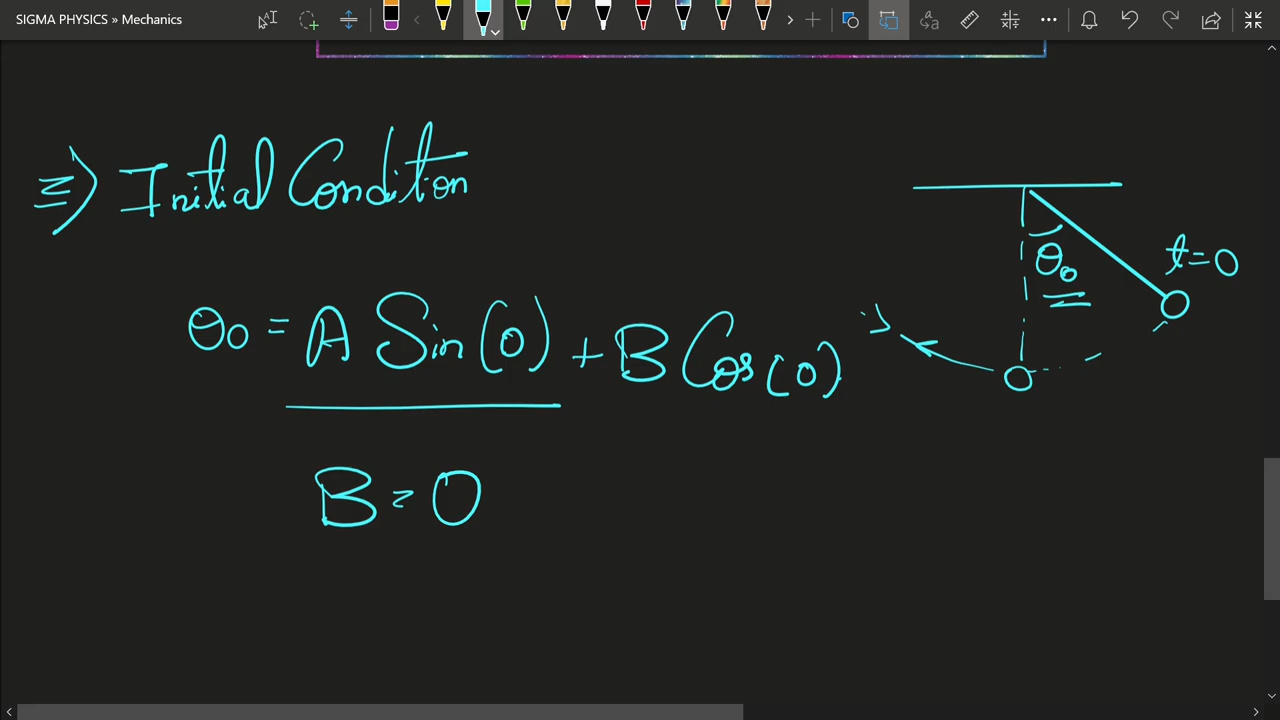 SIGMA PHYSICS » Mechanics
⇒) Initial Condition
t=0
θ0
θ0 = A Sin(0) + B Cos(0)
B = 0